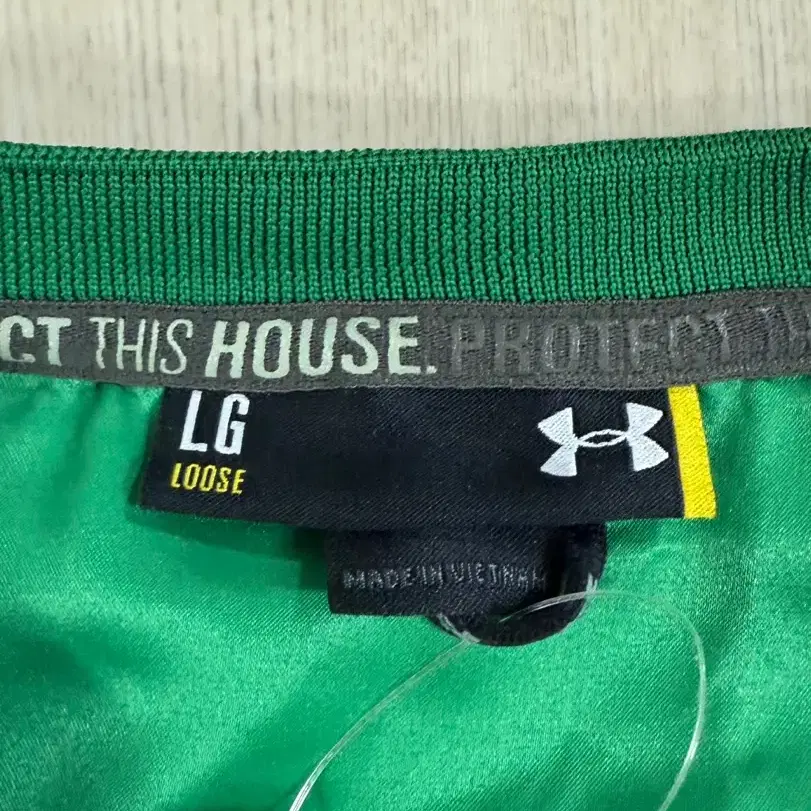 CT THIS HOUSE. PROTECT
LG
LOOSE
MADE IN VIETNAM